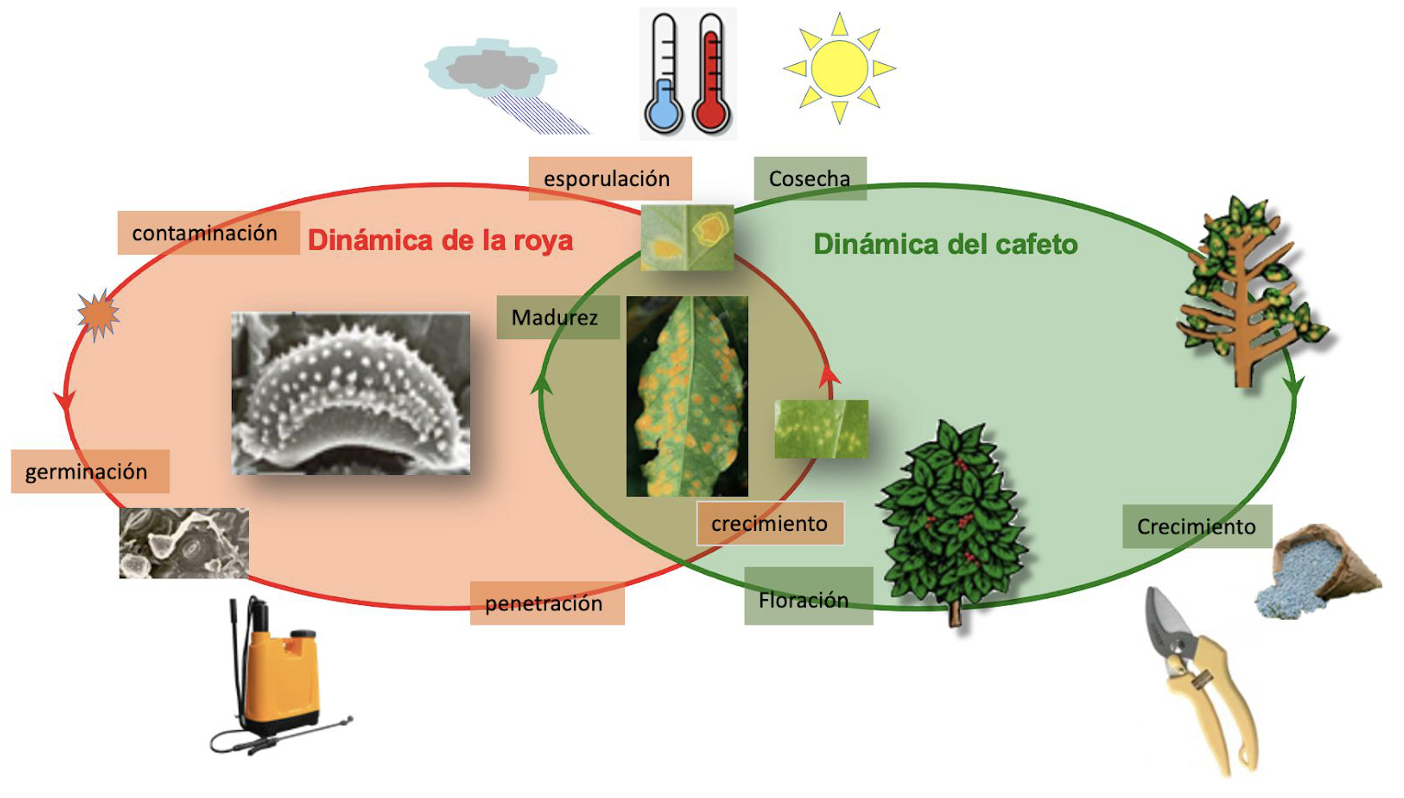 esporulación
Cosecha
contaminación
Dinámica de la roya
Dinámica del cafeto
Madurez
germinación
crecimiento
Crecimiento
penetración
Floración